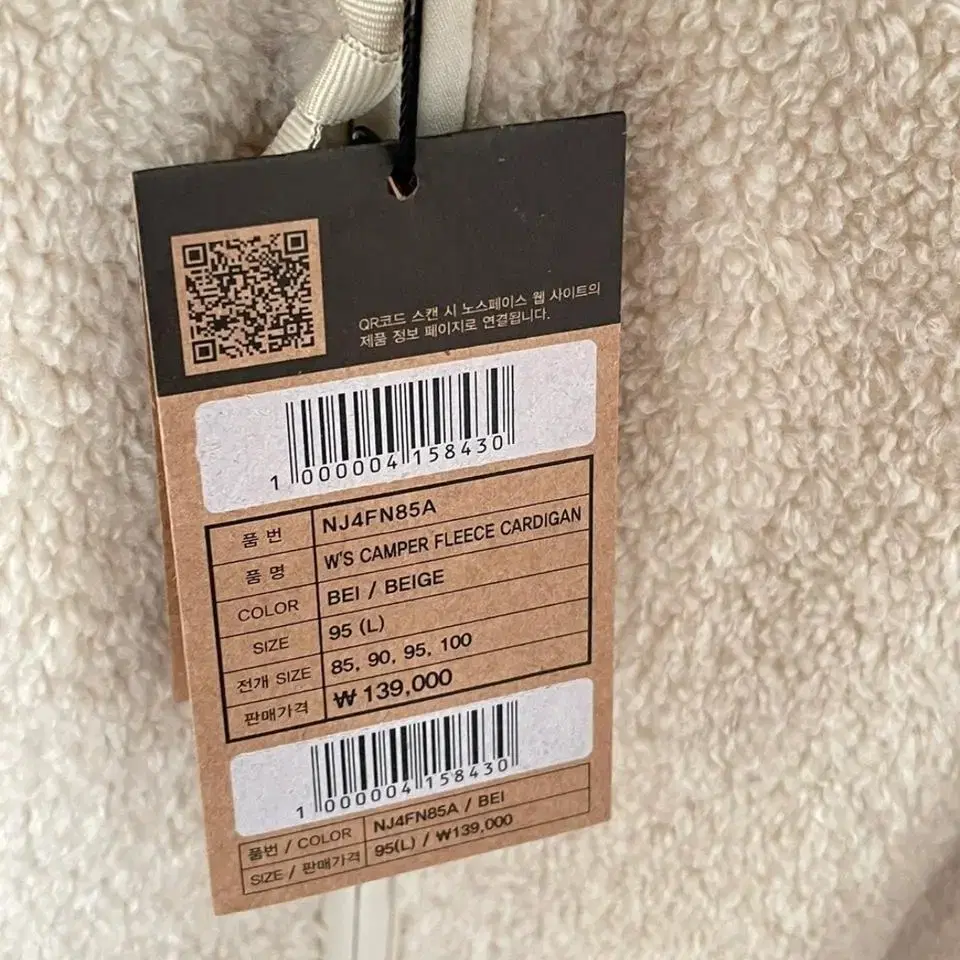 QR코드 스캔 시 노스페이스 웹 사이트의
제품 정보 페이지로 연결됩니다.
1 000004 158430
품 번 NJ4FN85A
품 명 W'S CAMPER FLEECE CARDIGAN
COLOR BEI / BEIGE
SIZE 95 (L)
전개 SIZE 85, 90, 95, 100
판매가격 ₩ 139,000
1 000004 158430
품번 / COLOR NJ4FN85A / BEI
SIZE / 판매가격 95(L) / ₩139,000